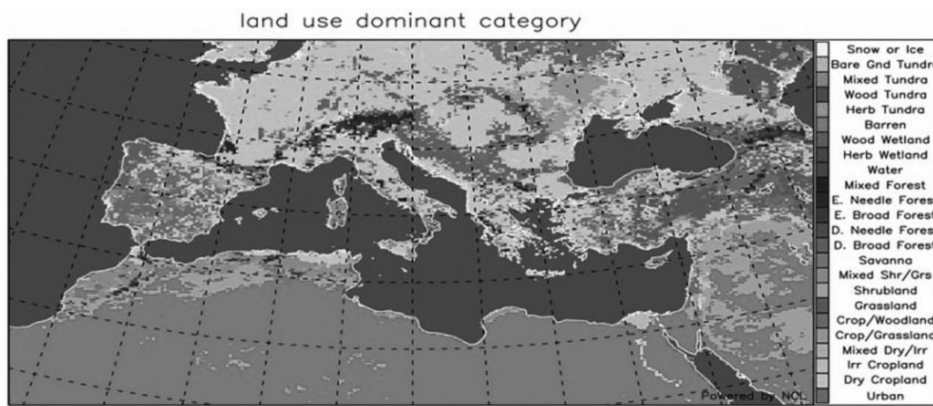 land use dominant category
Snow or Ice
Bare Gnd Tundra
Mixed Tundra
Wood Tundra
Herb Tundra
Barren
Wood Wetland
Herb Wetland
Water
Mixed Forest
E. Needle Forest
E. Broad Forest
D. Needle Forest
D. Broad Forest
Savanna
Mixed Shr/Grs
Shrubland
Grassland
Crop/Woodland
Crop/Grassland
Mixed Dry/Irr
Irr Cropland
Dry Cropland
Urban
Powered by NCL